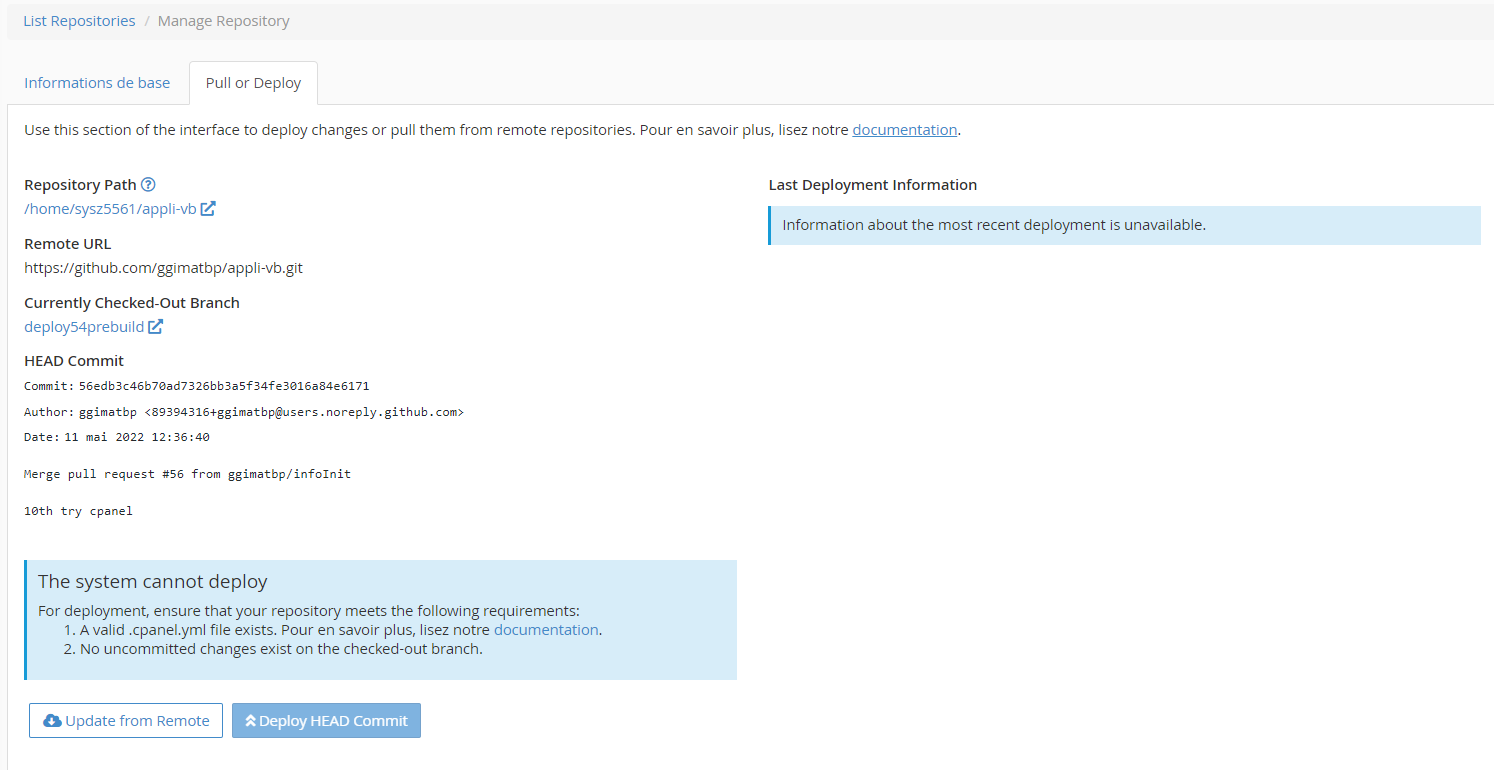 List Repositories / Manage Repository
Informations de base
Pull or Deploy
Use this section of the interface to deploy changes or pull them from remote repositories. Pour en savoir plus, lisez notre documentation.
Repository Path
/home/sysz5561/appli-vb
Remote URL
https://github.com/ggimatbp/appli-vb.git
Currently Checked-Out Branch
deploy54prebuild
HEAD Commit
Commit: 56edb3c46b70ad7326bb3a5f34fe3016a84e6171
Author: ggimatbp <89394316+ggimatbp@users.noreply.github.com>
Date: 11 mai 2022 12:36:40
Merge pull request #56 from ggimatbp/infoInit
10th try cpanel
Last Deployment Information
Information about the most recent deployment is unavailable.
The system cannot deploy
For deployment, ensure that your repository meets the following requirements:
1. A valid .cpanel.yml file exists. Pour en savoir plus, lisez notre documentation.
2. No uncommitted changes exist on the checked-out branch.
Update from Remote
Deploy HEAD Commit